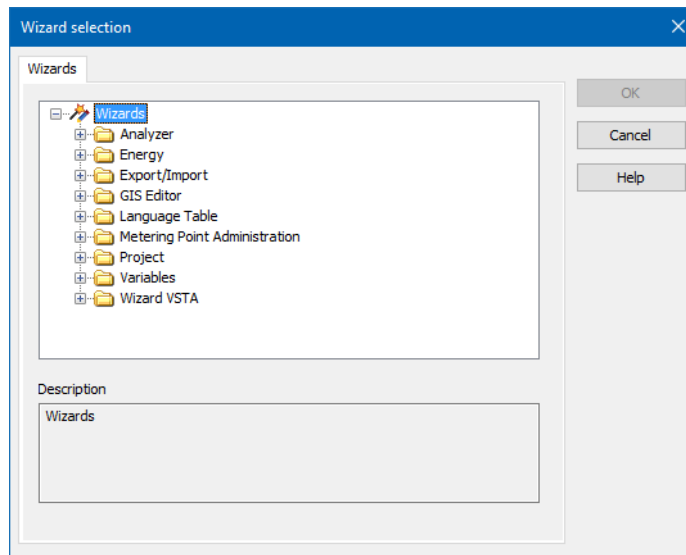 Wizard selection
Wizards
Wizards
Analyzer
Energy
Export/Import
GIS Editor
Language Table
Metering Point Administration
Project
Variables
Wizard VSTA
OK
Cancel
Help
Description
Wizards